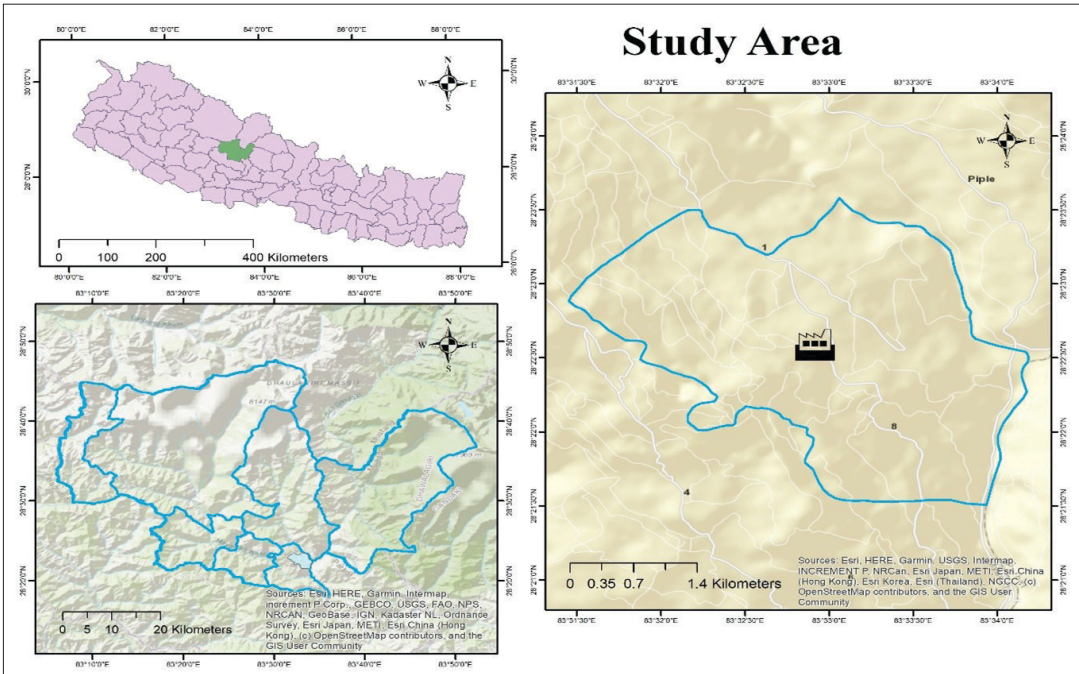 Study Area
80°0'0"E 82°0'0"E 84°0'0"E 86°0'0"E 88°0'0"E
N
W E
S
30°0'0"N
30°0'0"N
28°0'0"N
28°0'0"N
26°0'0"N
0 100 200 400 Kilometers
80°0'0"E 82°0'0"E 84°0'0"E 86°0'0"E 88°0'0"E
83°10'0"E 83°20'0"E 83°30'0"E 83°40'0"E 83°50'0"E
28°50'0"N
28°50'0"N
N
W E
S
DHAULAGIRI MASSIF
8147 m
28°40'0"N
28°40'0"N
28°30'0"N
28°30'0"N
28°20'0"N
28°20'0"N
Sources: Esri, HERE, Garmin, Intermap,
increment P Corp., GEBCO, USGS, FAO, NPS,
NRCAN, GeoBase, IGN, Kadaster NL, Ordnance
Survey, Esri Japan, METI, Esri China (Hong
Kong), (c) OpenStreetMap contributors, and the
GIS User Community
0 5 10 20 Kilometers
83°10'0"E 83°20'0"E 83°30'0"E 83°40'0"E 83°50'0"E
83°31'30"E 83°32'0"E 83°32'30"E 83°33'0"E 83°33'30"E 83°34'0"E
28°24'0"N
28°24'0"N
N
W E
S
Piple
28°23'30"N
28°23'30"N
1
28°23'0"N
28°23'0"N
28°22'30"N
28°22'30"N
28°22'0"N
28°22'0"N
8
4
28°21'30"N
28°21'30"N
28°21'0"N
28°21'0"N
6
Sources: Esri, HERE, Garmin, USGS, Intermap,
INCREMENT P, NRCan, Esri Japan, METI, Esri China
(Hong Kong), Esri Korea, Esri (Thailand), NGCC, (c)
OpenStreetMap contributors, and the GIS User
Community
0 0.35 0.7 1.4 Kilometers
83°31'30"E 83°32'0"E 83°32'30"E 83°33'0"E 83°33'30"E 83°34'0"E